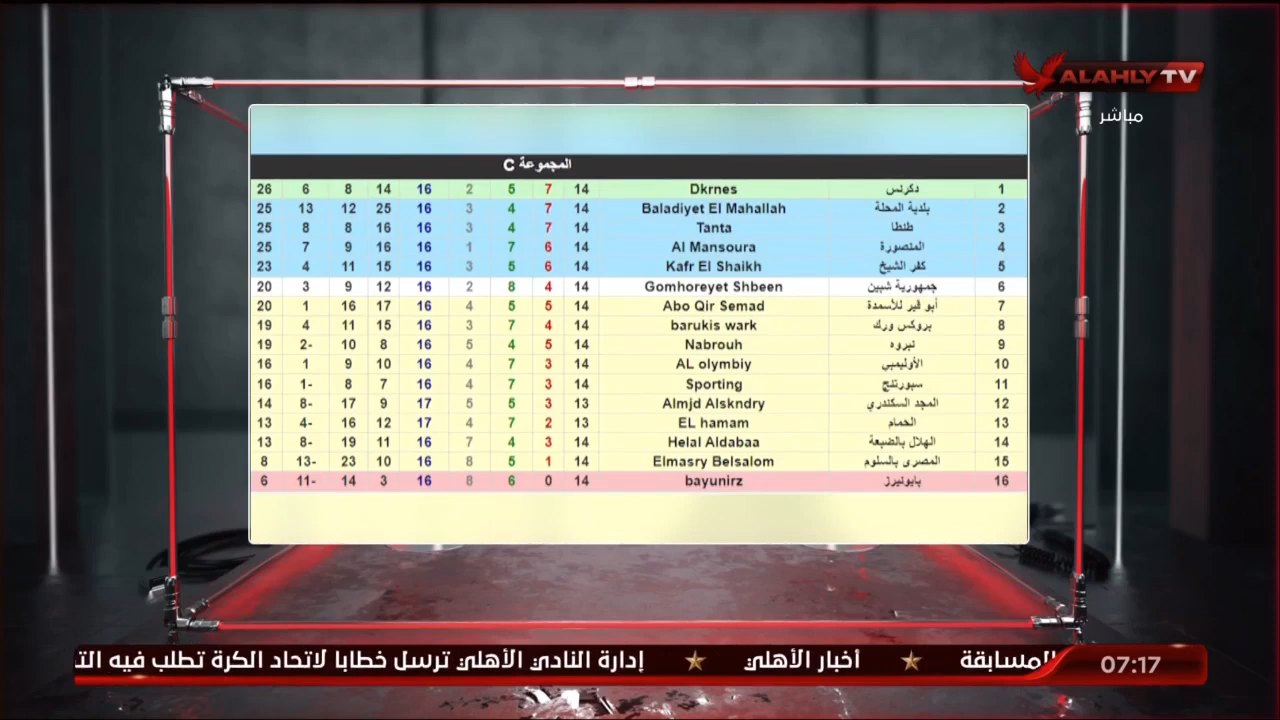 ALAHLY TV
مباشر
المجموعة C
26 6 8 14 16 2 5 7 14 Dkrnes دكرنس 1
25 13 12 25 16 3 4 7 14 Baladiyet El Mahallah بلدية المحلة 2
25 8 8 16 16 3 4 7 14 Tanta طنطا 3
25 7 9 16 16 1 7 6 14 Al Mansoura المنصورة 4
23 4 11 15 16 3 5 6 14 Kafr El Shaikh كفر الشيخ 5
20 3 9 12 16 2 8 4 14 Gomhoreyet Shbeen جمهورية شبين 6
20 1 16 17 16 4 5 5 14 Abo Qir Semad أبو قير للأسمدة 7
19 4 11 15 16 3 7 4 14 barukis wark بروكس ورك 8
19 2- 10 8 16 5 4 5 14 Nabrouh نبروه 9
16 1 9 10 16 4 7 3 14 AL olymbiy الأوليمبي 10
16 1- 8 7 16 4 7 3 14 Sporting سبورتنج 11
14 8- 17 9 17 5 5 3 13 Almjd Alskndry المجد السكندري 12
13 4- 16 12 17 4 7 2 13 EL hamam الحمام 13
13 8- 19 11 16 7 4 3 14 Helal Aldabaa الهلال بالضبعة 14
8 13- 23 10 16 8 5 1 14 Elmasry Belsalom المصرى بالسلوم 15
6 11- 14 3 16 8 6 0 14 bayunirz بايونيرز 16
07:17 المسابقة ★ أخبار الأهلي ★ إدارة النادي الأهلي ترسل خطابا لاتحاد الكرة تطلب فيه الت